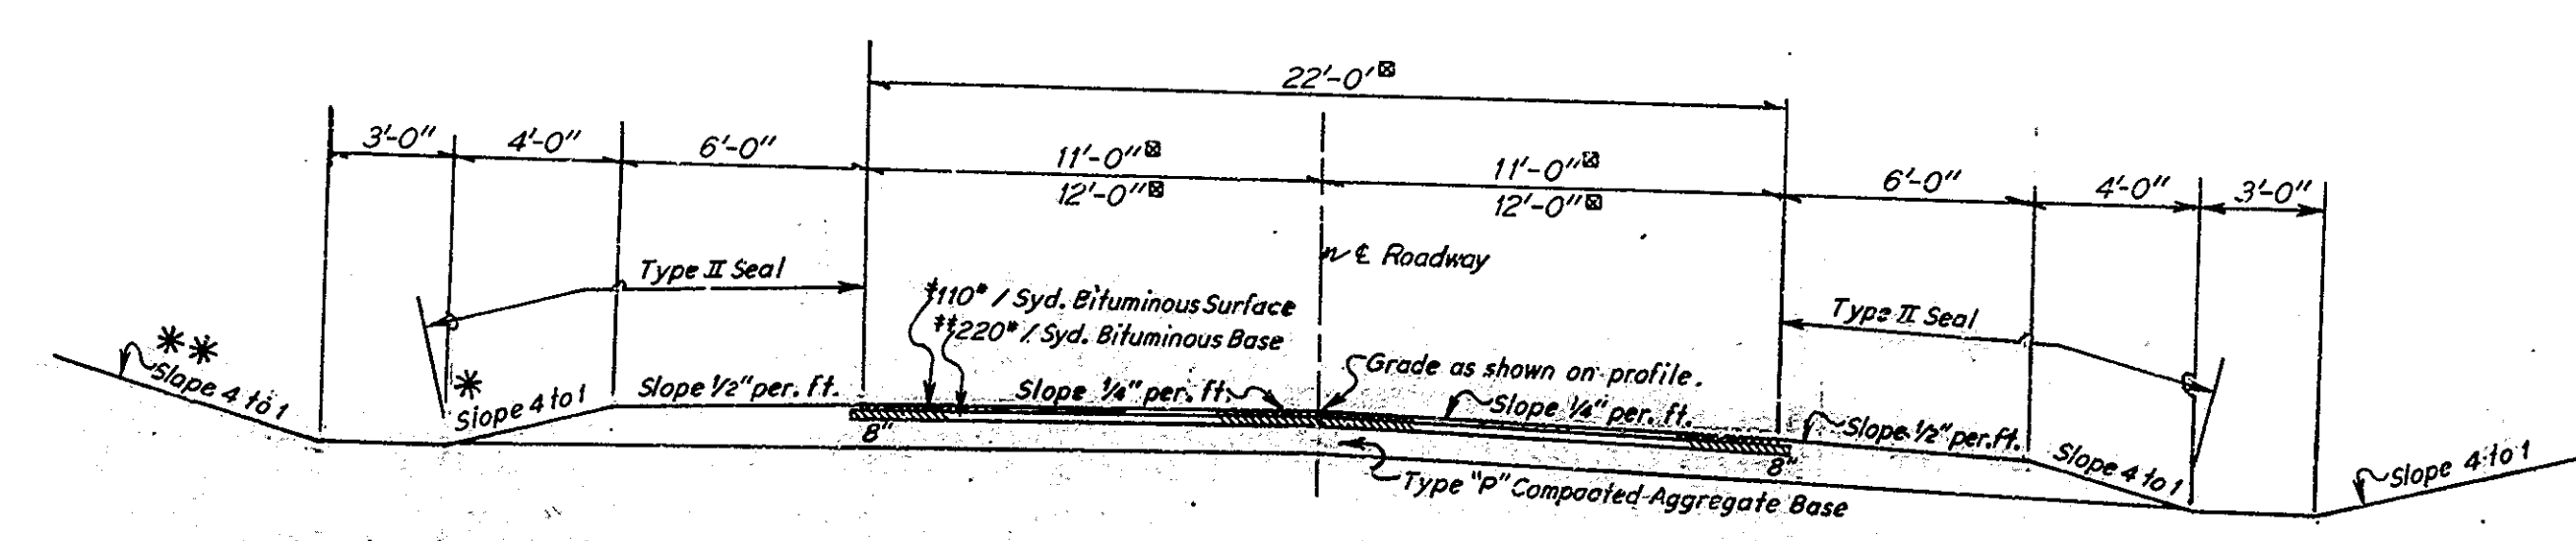 22'-0' ⊠
3'-0"
4'-0"
6'-0"
11'-0" ⊠
12'-0" ⊠
11'-0" ⊠
12'-0" ⊠
6'-0"
4'-0"
3'-0"
Type II Seal
℄ Roadway
Type II Seal
*110# / Syd. Bituminous Surface
**220# / Syd. Bituminous Base
**
Slope 4 to 1
*
Slope 4 to 1
Slope 1/2" per. ft.
Slope 1/4" per. ft.
Grade as shown on profile.
Slope 1/4" per. ft.
Slope 1/2" per. ft.
Slope 4 to 1
Slope 4 to 1
8"
8"
Type "P" Compacted Aggregate Base